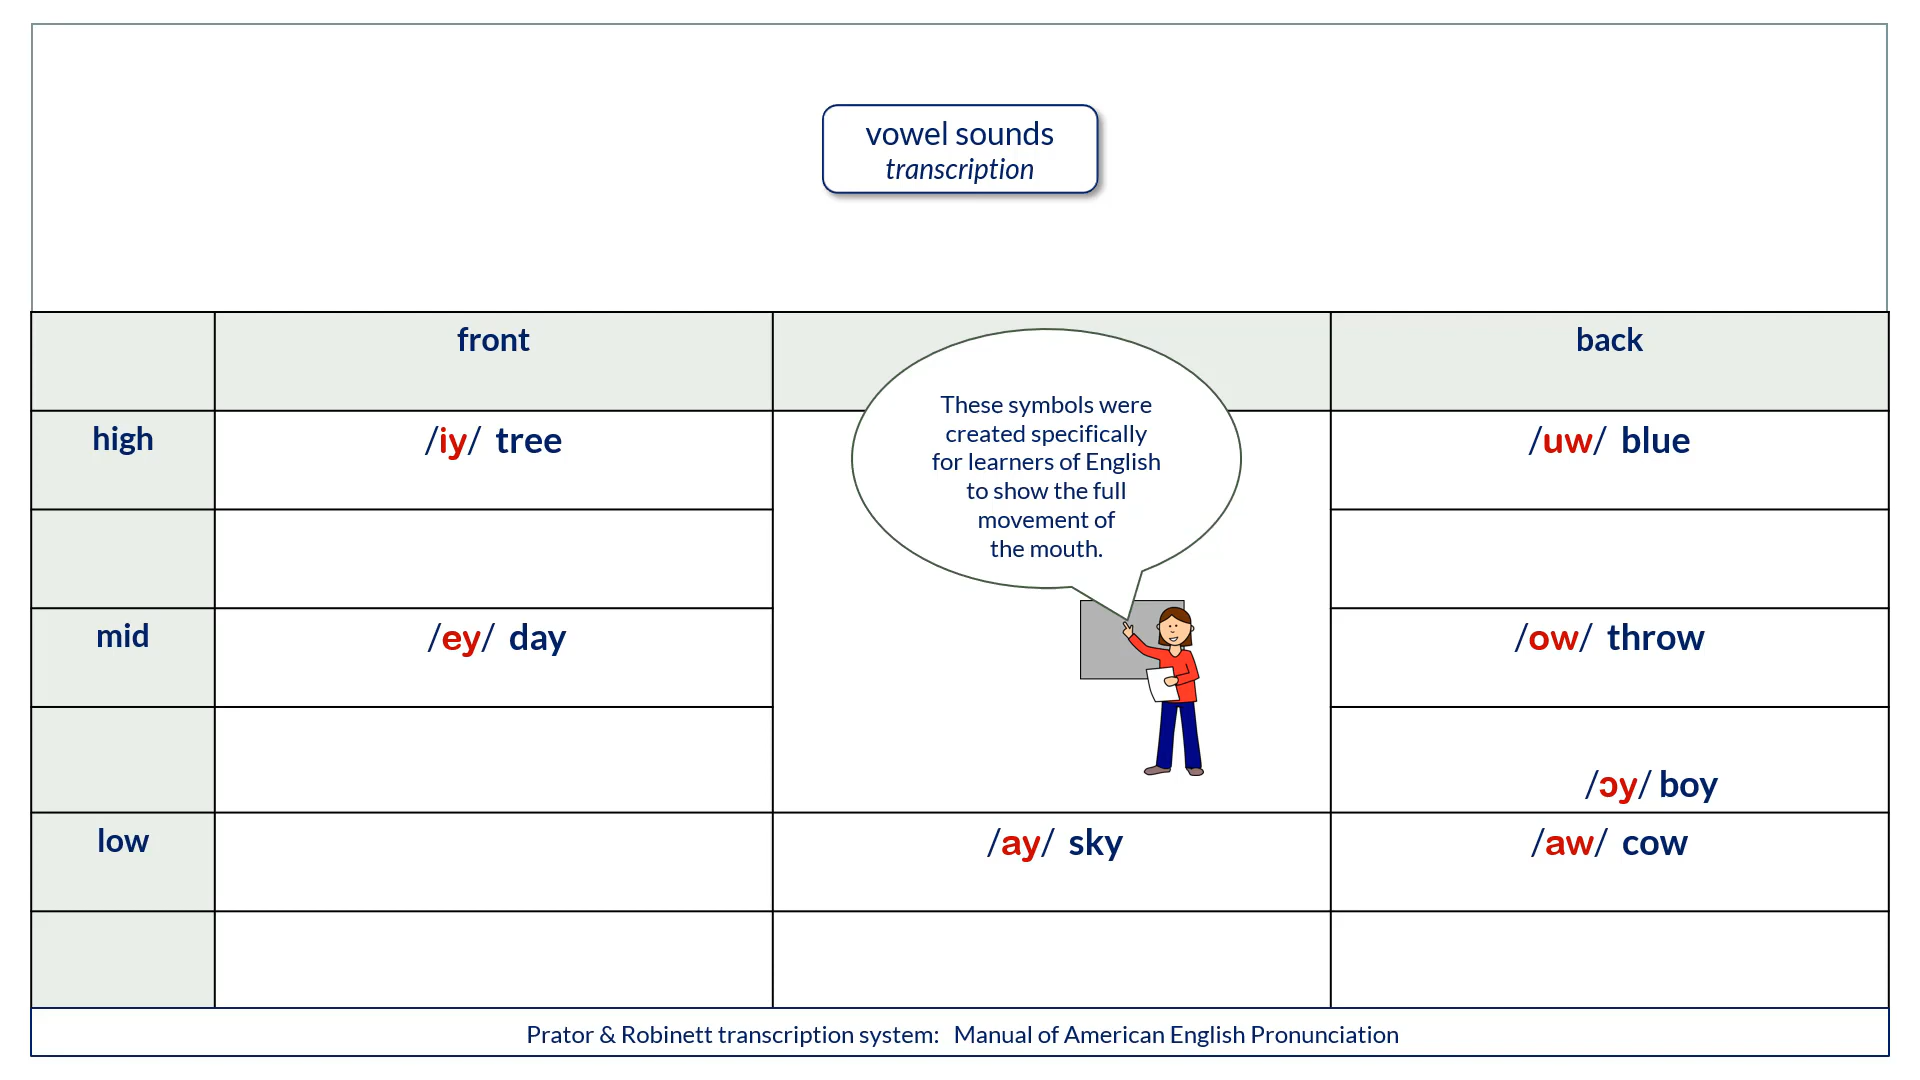 vowel sounds
transcription
front
back
These symbols were
created specifically
for learners of English
to show the full
movement of
the mouth.
high
/iy/ tree
/uw/ blue
mid
/ey/ day
/ow/ throw
/ɔy/ boy
low
/ay/ sky
/aw/ cow
Prator & Robinett transcription system: Manual of American English Pronunciation